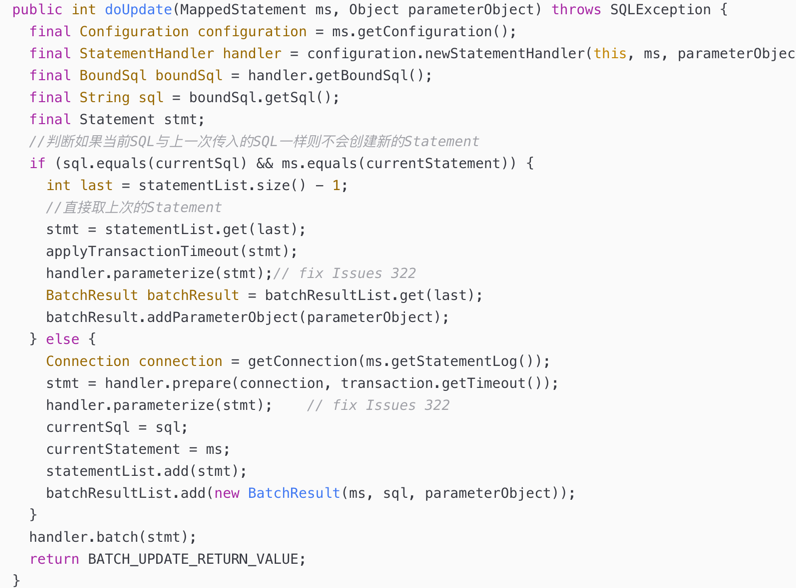 public int doUpdate(MappedStatement ms, Object parameterObject) throws SQLException {
final Configuration configuration = ms.getConfiguration();
final StatementHandler handler = configuration.newStatementHandler(this, ms, parameterObjec
final BoundSql boundSql = handler.getBoundSql();
final String sql = boundSql.getSql();
final Statement stmt;
//判断如果当前SQL与上一次传入的SQL一样则不会创建新的Statement
if (sql.equals(currentSql) && ms.equals(currentStatement)) {
int last = statementList.size() - 1;
//直接取上次的Statement
stmt = statementList.get(last);
applyTransactionTimeout(stmt);
handler.parameterize(stmt);// fix Issues 322
BatchResult batchResult = batchResultList.get(last);
batchResult.addParameterObject(parameterObject);
} else {
Connection connection = getConnection(ms.getStatementLog());
stmt = handler.prepare(connection, transaction.getTimeout());
handler.parameterize(stmt);    // fix Issues 322
currentSql = sql;
currentStatement = ms;
statementList.add(stmt);
batchResultList.add(new BatchResult(ms, sql, parameterObject));
}
handler.batch(stmt);
return BATCH_UPDATE_RETURN_VALUE;
}